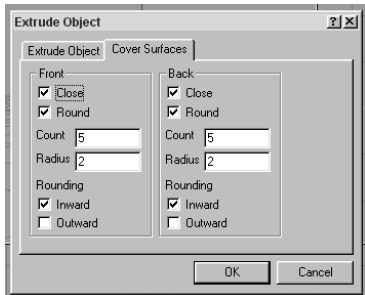 Extrude Object
Extrude Object Cover Surfaces
Front Back
Close Close
Round Round
Count 5 Count 5
Radius 2 Radius 2
Rounding Rounding
Inward Inward
Outward Outward
OK Cancel